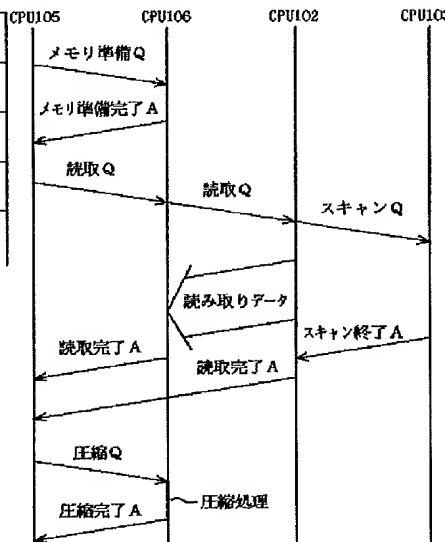 CPU105 CPU106 CPU102 CPU103
メモリ準備Q
メモリ準備完了A
読取Q
読取Q
スキャンQ
読み取りデータ
スキャン終了A
読取完了A
読取完了A
圧縮Q
圧縮処理
圧縮完了A